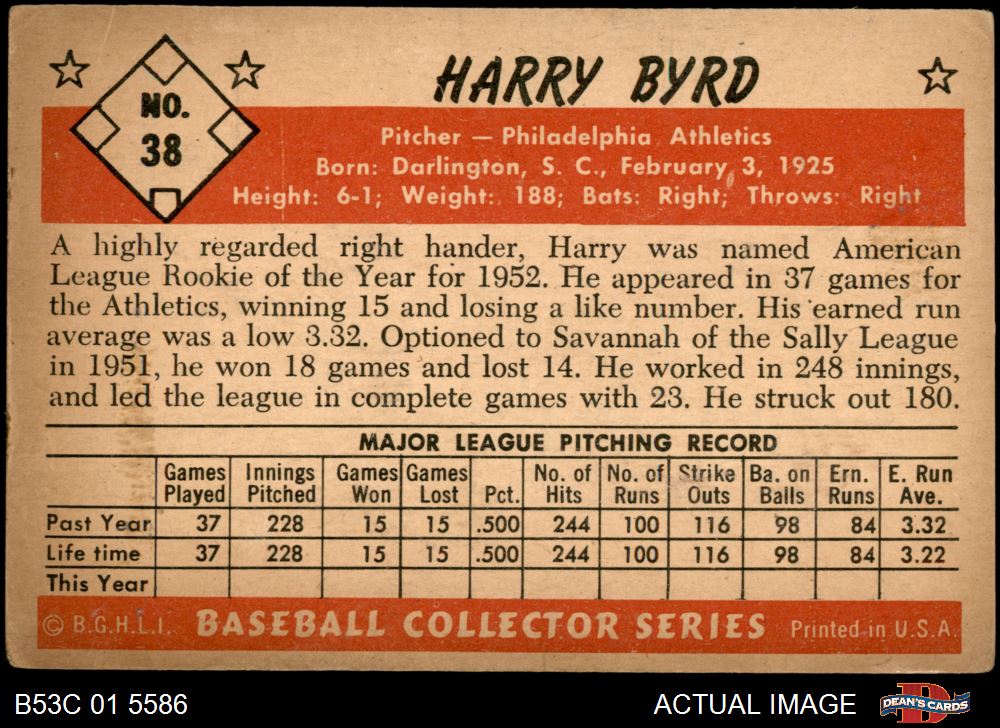 NO.
38
HARRY BYRD
Pitcher — Philadelphia Athletics
Born: Darlington, S. C., February 3, 1925
Height: 6-1; Weight: 188; Bats: Right; Throws: Right
A highly regarded right hander, Harry was named American
League Rookie of the Year for 1952. He appeared in 37 games for
the Athletics, winning 15 and losing a like number. His earned run
average was a low 3.32. Optioned to Savannah of the Sally League
in 1951, he won 18 games and lost 14. He worked in 248 innings,
and led the league in complete games with 23. He struck out 180.
MAJOR LEAGUE PITCHING RECORD
Games Innings Games Games No. of No. of Strike Ba. on Ern. E. Run
Played Pitched Won Lost Pct. Hits Runs Outs Balls Runs Ave.
Past Year 37 228 15 15 .500 244 100 116 98 84 3.32
Life time 37 228 15 15 .500 244 100 116 98 84 3.22
This Year
© B.G.H.L.I. BASEBALL COLLECTOR SERIES Printed in U.S.A.
B53C 01 5586 ACTUAL IMAGE DEAN'S CARDS